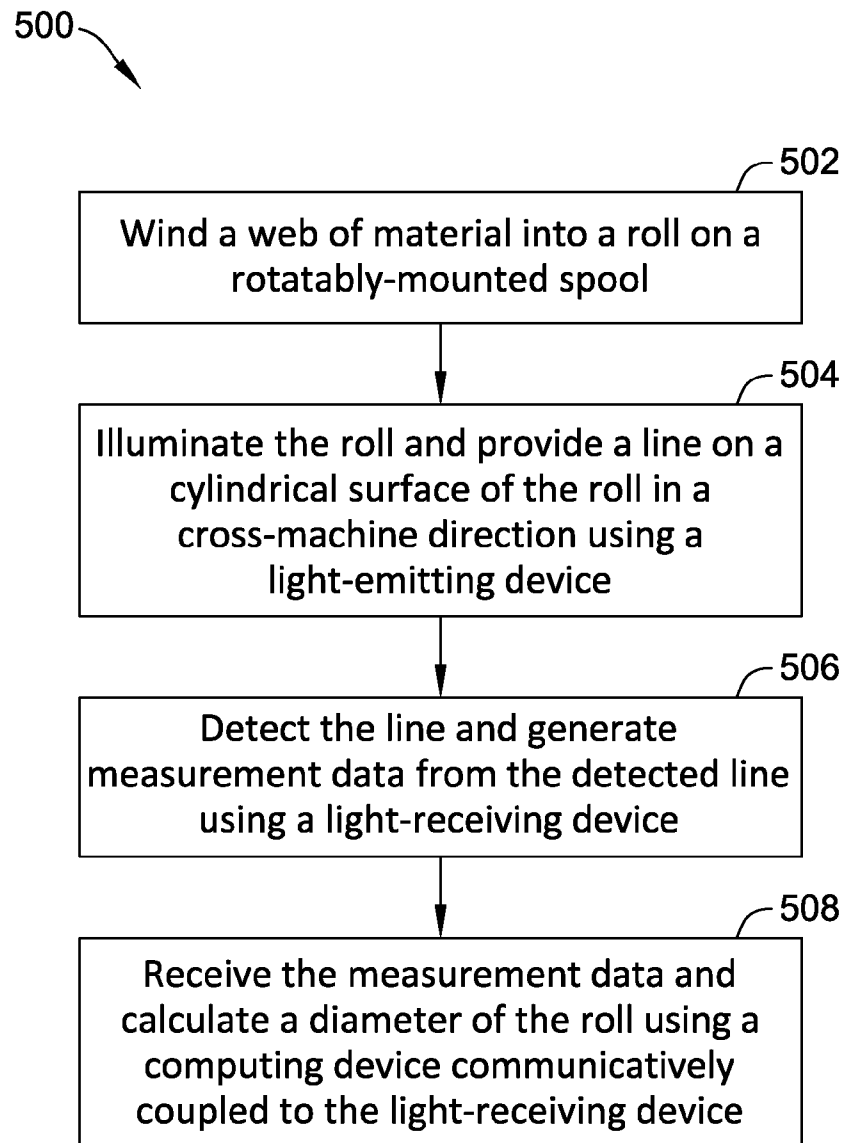 500
502
Wind a web of material into a roll on a
rotatably-mounted spool
504
Illuminate the roll and provide a line on a
cylindrical surface of the roll in a
cross-machine direction using a
light-emitting device
506
Detect the line and generate
measurement data from the detected line
using a light-receiving device
508
Receive the measurement data and
calculate a diameter of the roll using a
computing device communicatively
coupled to the light-receiving device